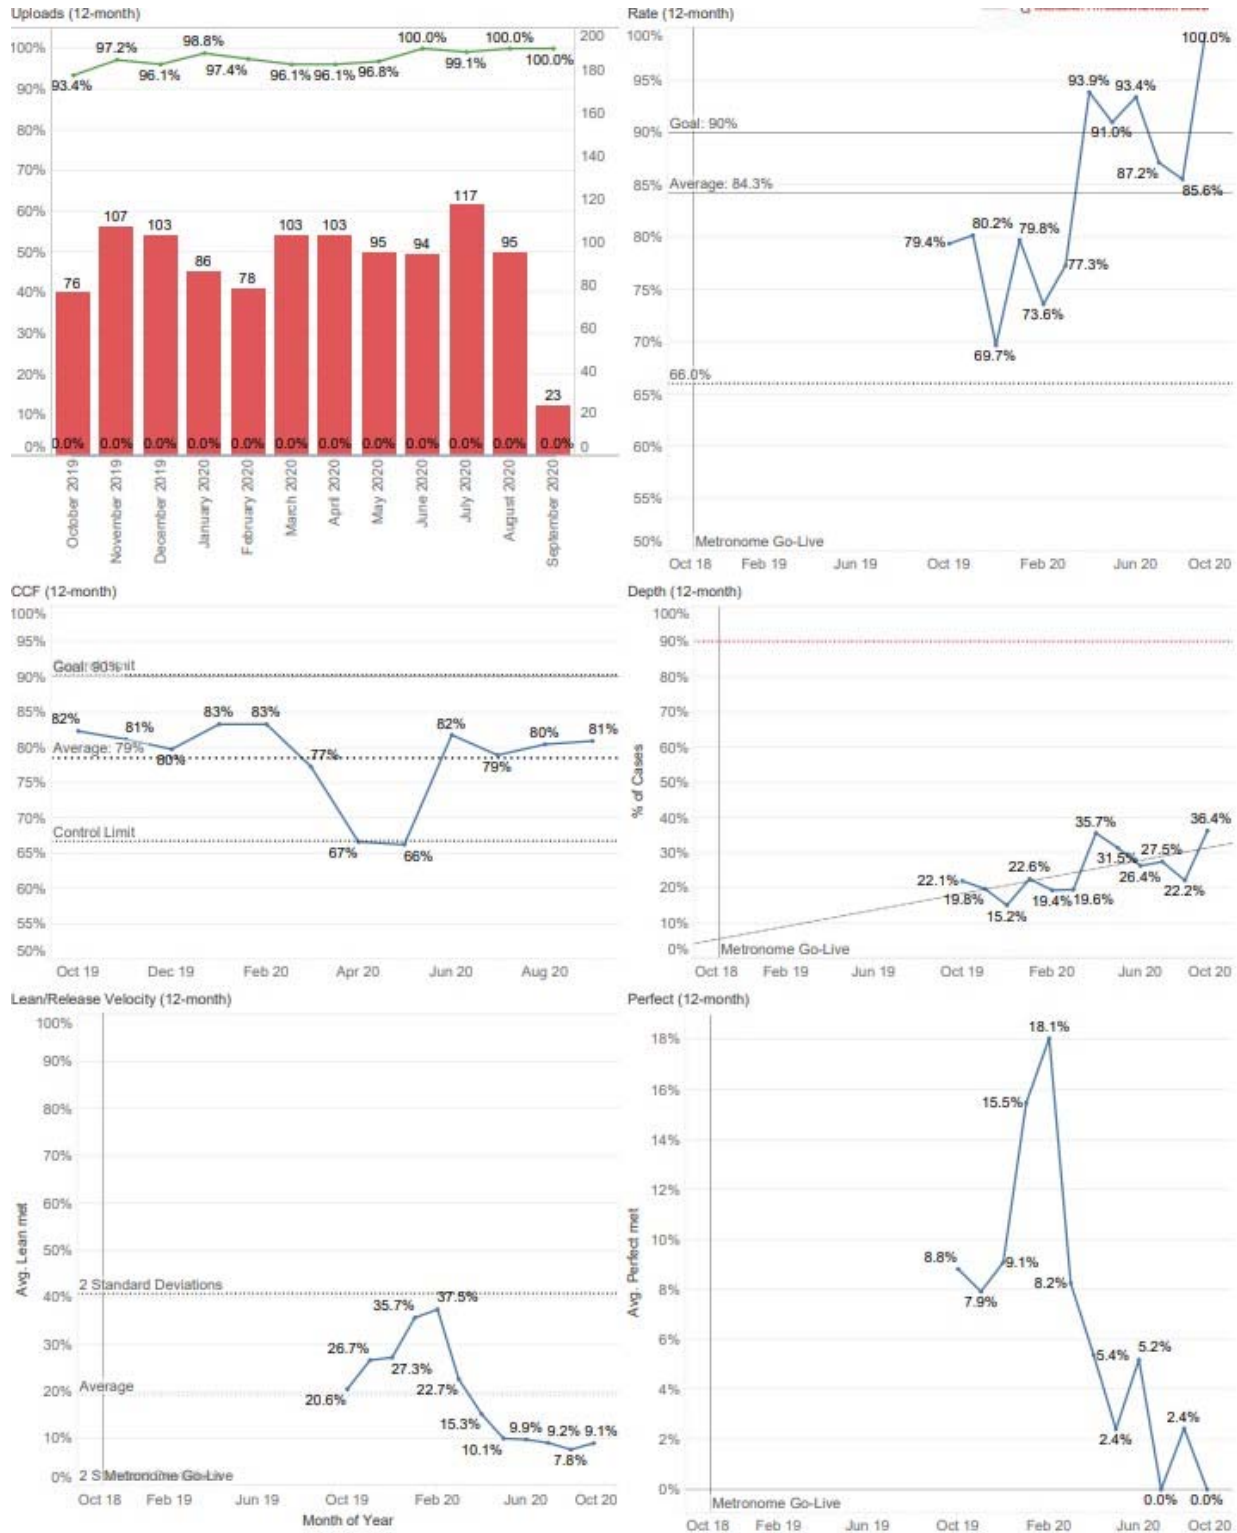 Uploads (12-month)
100% 90% 80% 70% 60% 50% 40% 30% 20% 10% 0%
93.4% 97.2% 96.1% 98.8% 97.4% 96.1% 96.1% 96.8% 100.0% 99.1% 100.0% 100.0%
200 180 160 140 120 100 80 60 40 20 0
76 107 103 86 78 103 103 95 94 117 95 23
0.0% 0.0% 0.0% 0.0% 0.0% 0.0% 0.0% 0.0% 0.0% 0.0% 0.0% 0.0%
October 2019
November 2019
December 2019
January 2020
February 2020
March 2020
April 2020
May 2020
June 2020
July 2020
August 2020
September 2020
Rate (12-month)
100% 95% 90% 85% 80% 75% 70% 65% 60% 55% 50%
Goal: 90%
Average: 84.3%
66.0%
79.4% 80.2% 69.7% 79.8% 73.6% 77.3% 93.9% 91.0% 93.4% 87.2% 85.6% 100.0%
Metronome Go-Live
Oct 18 Feb 19 Jun 19 Oct 19 Feb 20 Jun 20 Oct 20
CCF (12-month)
100% 95% 90% 85% 80% 75% 70% 65% 60% 55% 50%
Goal: 90%
Average: 79%
Control Limit
82% 81% 80% 83% 83% 77% 67% 66% 82% 79% 80% 81%
Oct 19 Dec 19 Feb 20 Apr 20 Jun 20 Aug 20
Depth (12-month)
% of Cases
100% 90% 80% 70% 60% 50% 40% 30% 20% 10% 0%
22.1% 19.8% 15.2% 22.6% 19.4% 19.6% 35.7% 31.5% 26.4% 27.5% 22.2% 36.4%
Metronome Go-Live
Oct 18 Feb 19 Jun 19 Oct 19 Feb 20 Jun 20 Oct 20
Lean/Release Velocity (12-month)
Avg. Lean met
100% 90% 80% 70% 60% 50% 40% 30% 20% 10% 0%
2 Standard Deviations
Average
20.6% 26.7% 27.3% 35.7% 37.5% 22.7% 15.3% 10.1% 9.9% 9.2% 7.8% 9.1%
Metronome Go-Live
Oct 18 Feb 19 Jun 19 Oct 19 Feb 20 Jun 20 Oct 20
Month of Year
Perfect (12-month)
Avg. Perfect met
18% 16% 14% 12% 10% 8% 6% 4% 2% 0%
8.8% 7.9% 9.1% 15.5% 18.1% 8.2% 5.4% 2.4% 5.2% 0.0% 2.4% 0.0%
Metronome Go-Live
Oct 18 Feb 19 Jun 19 Oct 19 Feb 20 Jun 20 Oct 20